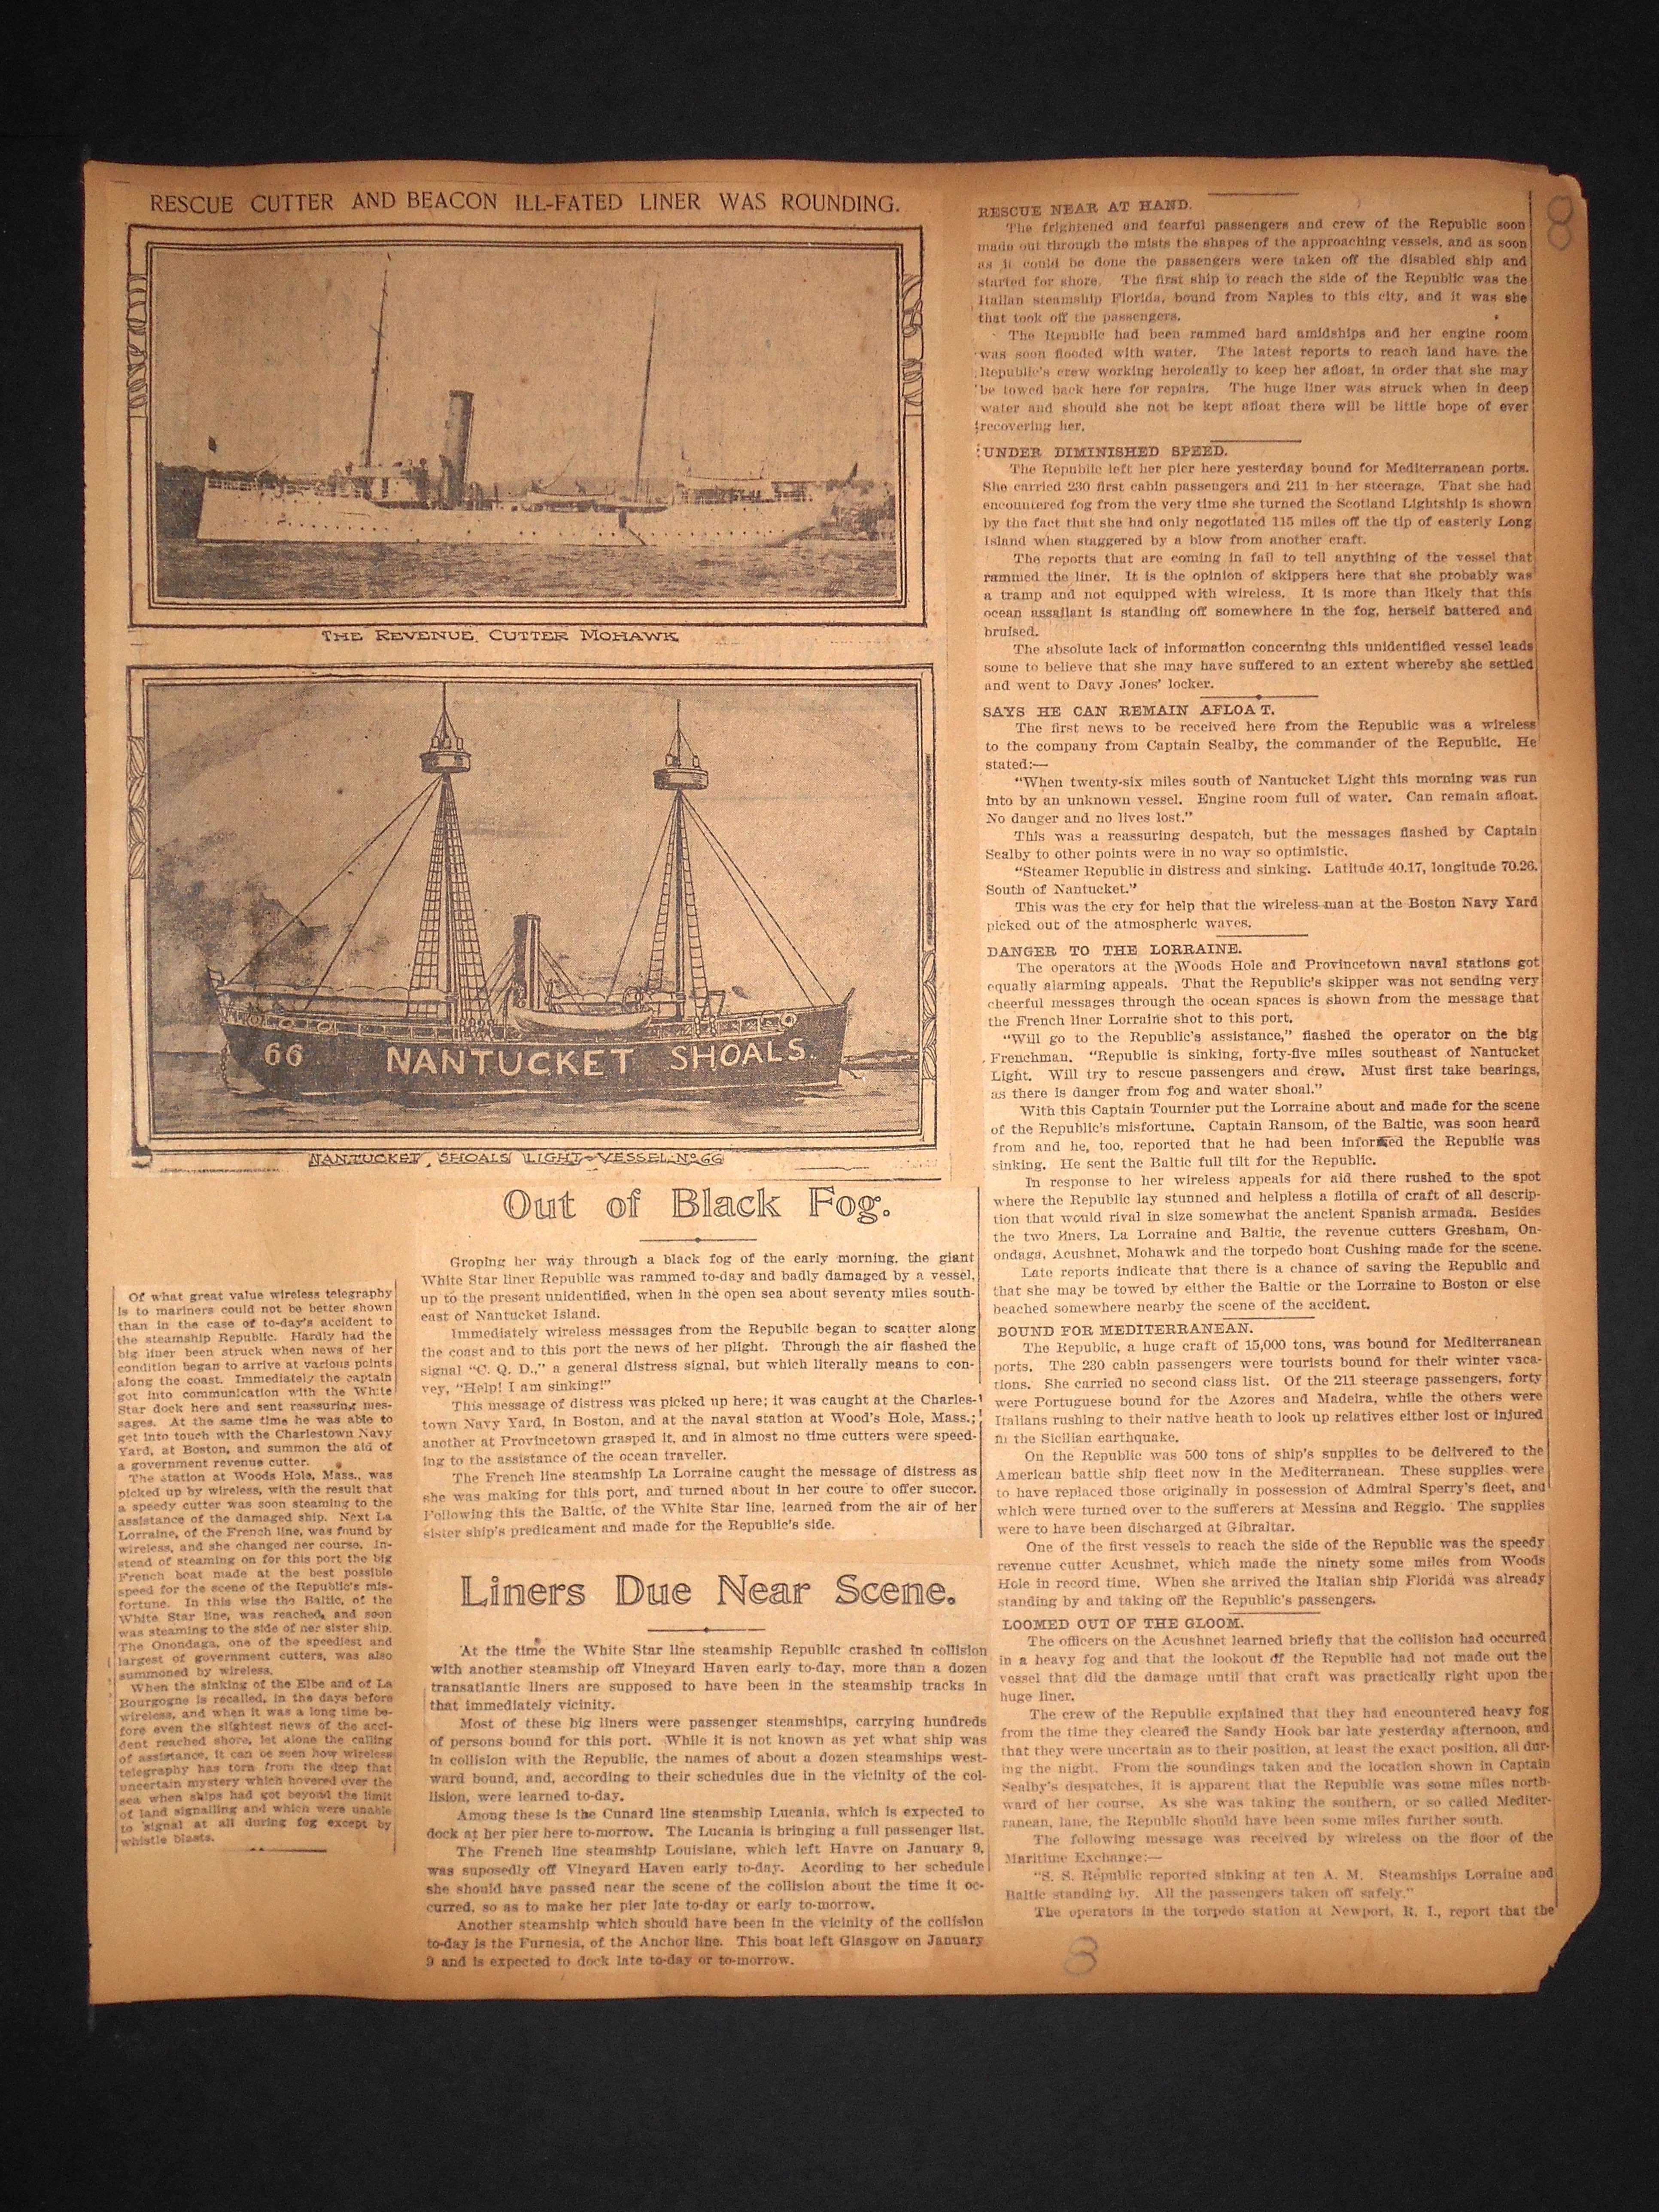 RESCUE CUTTER AND BEACON ILL-FATED LINER WAS ROUNDING.
THE REVENUE CUTTER MOHAWK
66 NANTUCKET SHOALS.
NANTUCKET SHOALS LIGHT-VESSEL No 66
Of what great value wireless telegraphy
is to mariners could not be better shown
than in the case of to-day's accident to
the steamship Republic. Hardly had the
big liner been struck when news of her
condition began to arrive at various points
along the coast. Immediately the captain
got into communication with the White
Star dock here and sent reassuring mes-
sages. At the same time he was able to
get into touch with the Charlestown Navy
Yard, at Boston, and summon the aid of
a government revenue cutter.
The station at Woods Hole, Mass., was
picked up by wireless, with the result that
a speedy cutter was soon steaming to the
assistance of the damaged ship. Next La
Lorraine, of the French line, was found by
wireless, and she changed her course. In-
stead of steaming on for this port the big
French boat made at the best possible
speed for the scene of the Republic's mis-
fortune. In this wise the Baltic, of the
White Star line, was reached, and soon
was steaming to the side of her sister ship.
The Onondaga, one of the speediest and
largest of government cutters, was also
summoned by wireless.
When the sinking of the Elbe and of La
Bourgogne is recalled, in the days before
wireless, and when it was a long time be-
fore even the slightest news of the acci-
dent reached shore, let alone the calling
of assistance, it can be seen how wireless
telegraphy has torn from the deep that
uncertain mystery which hovered over the
sea when ships had got beyond the limit
of land signalling and which were unable
to signal at all during fog except by
whistle blasts.
Out of Black Fog.
Groping her way through a black fog of the early morning, the giant
White Star liner Republic was rammed to-day and badly damaged by a vessel,
up to the present unidentified, when in the open sea about seventy miles south-
east of Nantucket Island.
Immediately wireless messages from the Republic began to scatter along
the coast and to this port the news of her plight. Through the air flashed the
signal "C. Q. D.," a general distress signal, but which literally means to con-
vey, "Help! I am sinking!"
This message of distress was picked up here; it was caught at the Charles-
town Navy Yard, in Boston, and at the naval station at Wood's Hole, Mass.;
another at Provincetown grasped it, and in almost no time cutters were speed-
ing to the assistance of the ocean traveller.
The French line steamship La Lorraine caught the message of distress as
she was making for this port, and turned about in her coure to offer succor.
Following this the Baltic, of the White Star line, learned from the air of her
sister ship's predicament and made for the Republic's side.
Liners Due Near Scene.
At the time the White Star line steamship Republic crashed in collision
with another steamship off Vineyard Haven early to-day, more than a dozen
transatlantic liners are supposed to have been in the steamship tracks in
that immediately vicinity.
Most of these big liners were passenger steamships, carrying hundreds
of persons bound for this port. While it is not known as yet what ship was
in collision with the Republic, the names of about a dozen steamships west-
ward bound, and, according to their schedules due in the vicinity of the col-
lision, were learned to-day.
Among these is the Cunard line steamship Lucania, which is expected to
dock at her pier here to-morrow. The Lucania is bringing a full passenger list.
The French line steamship Louisiane, which left Havre on January 9,
was suposedly off Vineyard Haven early to-day. Acording to her schedule
she should have passed near the scene of the collision about the time it oc-
curred, so as to make her pier late to-day or early to-morrow.
Another steamship which should have been in the vicinity of the collision
to-day is the Furnesia, of the Anchor line. This boat left Glasgow on January
9 and is expected to dock late to-day or to-morrow.
8
RESCUE NEAR AT HAND.
The frightened and fearful passengers and crew of the Republic soon
made out through the mists the shapes of the approaching vessels, and as soon
as it could be done the passengers were taken off the disabled ship and
started for shore. The first ship to reach the side of the Republic was the
Italian steamship Florida, bound from Naples to this city, and it was she
that took off the passengers.
The Republic had been rammed hard amidships and her engine room
was soon flooded with water. The latest reports to reach land have the
Republic's crew working heroically to keep her afloat, in order that she may
be towed back here for repairs. The huge liner was struck when in deep
water and should she not be kept afloat there will be little hope of ever
recovering her.
UNDER DIMINISHED SPEED.
The Republic left her pier here yesterday bound for Mediterranean ports.
She carried 230 first cabin passengers and 211 in her steerage. That she had
encountered fog from the very time she turned the Scotland Lightship is shown
by the fact that she had only negotiated 115 miles off the tip of easterly Long
Island when staggered by a blow from another craft.
The reports that are coming in fail to tell anything of the vessel that
rammed the liner. It is the opinion of skippers here that she probably was
a tramp and not equipped with wireless. It is more than likely that this
ocean assailant is standing off somewhere in the fog, herself battered and
bruised.
The absolute lack of information concerning this unidentified vessel leads
some to believe that she may have suffered to an extent whereby she settled
and went to Davy Jones' locker.
SAYS HE CAN REMAIN AFLOAT.
The first news to be received here from the Republic was a wireless
to the company from Captain Sealby, the commander of the Republic. He
stated:—
"When twenty-six miles south of Nantucket Light this morning was run
into by an unknown vessel. Engine room full of water. Can remain afloat.
No danger and no lives lost."
This was a reassuring despatch, but the messages flashed by Captain
Sealby to other points were in no way so optimistic.
"Steamer Republic in distress and sinking. Latitude 40.17, longitude 70.26.
South of Nantucket."
This was the cry for help that the wireless man at the Boston Navy Yard
picked out of the atmospheric waves.
DANGER TO THE LORRAINE.
The operators at the Woods Hole and Provincetown naval stations got
equally alarming appeals. That the Republic's skipper was not sending very
cheerful messages through the ocean spaces is shown from the message that
the French liner Lorraine shot to this port.
"Will go to the Republic's assistance," flashed the operator on the big
Frenchman. "Republic is sinking, forty-five miles southeast of Nantucket
Light. Will try to rescue passengers and crew. Must first take bearings,
as there is danger from fog and water shoal."
With this Captain Tournier put the Lorraine about and made for the scene
of the Republic's misfortune. Captain Ransom, of the Baltic, was soon heard
from and he, too, reported that he had been informed the Republic was
sinking. He sent the Baltic full tilt for the Republic.
In response to her wireless appeals for aid there rushed to the spot
where the Republic lay stunned and helpless a flotilla of craft of all descrip-
tion that would rival in size somewhat the ancient Spanish armada. Besides
the two liners, La Lorraine and Baltic, the revenue cutters Gresham, On-
ondaga, Acushnet, Mohawk and the torpedo boat Cushing made for the scene.
Late reports indicate that there is a chance of saving the Republic and
that she may be towed by either the Baltic or the Lorraine to Boston or else
beached somewhere nearby the scene of the accident.
BOUND FOR MEDITERRANEAN.
The Republic, a huge craft of 15,000 tons, was bound for Mediterranean
ports. The 230 cabin passengers were tourists bound for their winter vaca-
tions. She carried no second class list. Of the 211 steerage passengers, forty
were Portuguese bound for the Azores and Madeira, while the others were
Italians rushing to their native heath to look up relatives either lost or injured
in the Sicilian earthquake.
On the Republic was 500 tons of ship's supplies to be delivered to the
American battle ship fleet now in the Mediterranean. These supplies were
to have replaced those originally in possession of Admiral Sperry's fleet, and
which were turned over to the sufferers at Messina and Reggio. The supplies
were to have been discharged at Gibraltar.
One of the first vessels to reach the side of the Republic was the speedy
revenue cutter Acushnet, which made the ninety some miles from Woods
Hole in record time. When she arrived the Italian ship Florida was already
standing by and taking off the Republic's passengers.
LOOMED OUT OF THE GLOOM.
The officers on the Acushnet learned briefly that the collision had occurred
in a heavy fog and that the lookout of the Republic had not made out the
vessel that did the damage until that craft was practically right upon the
huge liner.
The crew of the Republic explained that they had encountered heavy fog
from the time they cleared the Sandy Hook bar late yesterday afternoon, and
that they were uncertain as to their position, at least the exact position, all dur-
ing the night. From the soundings taken and the location shown in Captain
Sealby's despatches, it is apparent that the Republic was some miles north-
ward of her course. As she was taking the southern, or so called Mediter-
ranean, lane, the Republic should have been some miles further south.
The following message was received by wireless on the floor of the
Maritime Exchange:—
"S. S. Republic reported sinking at ten A. M. Steamships Lorraine and
Baltic standing by. All the passengers taken off safely."
The operators in the torpedo station at Newport, R. I., report that the
8